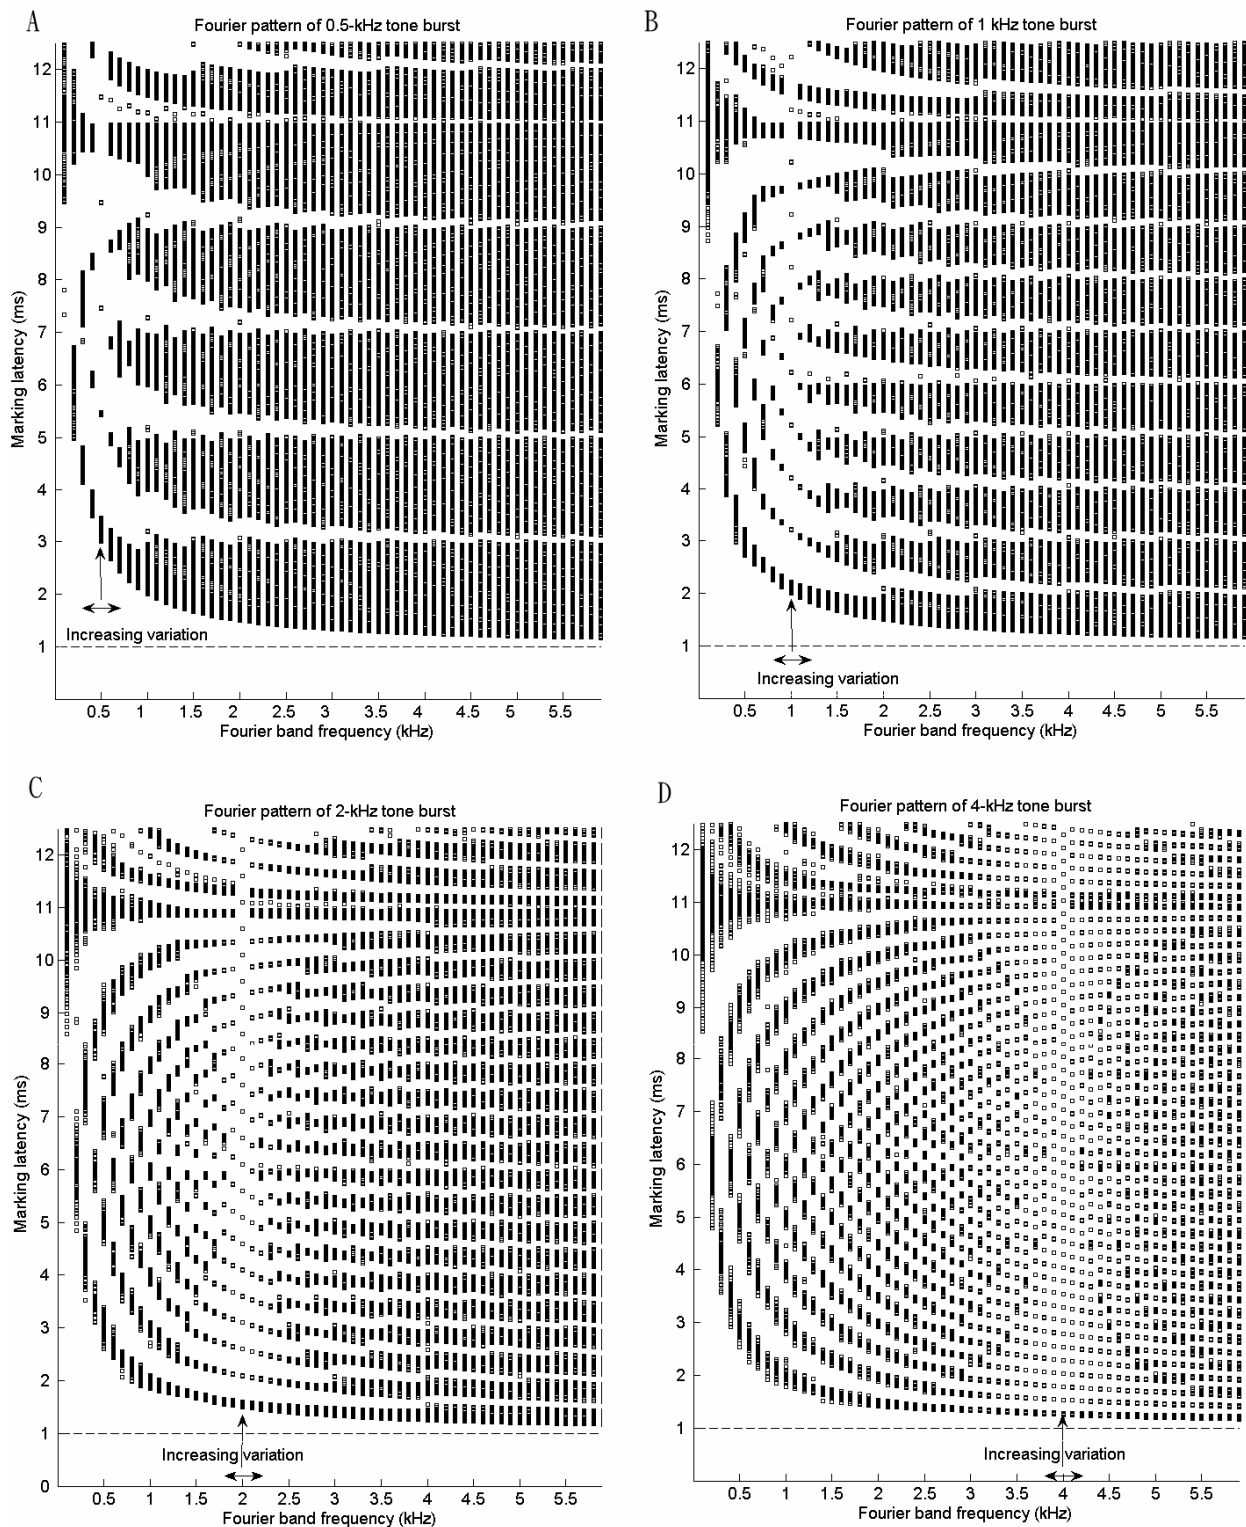 A
Fourier pattern of 0.5-kHz tone burst
12
11
10
9
8
7
6
5
4
3
2
1
Marking latency (ms)
Increasing variation
0.5 1 1.5 2 2.5 3 3.5 4 4.5 5 5.5
Fourier band frequency (kHz)
B
Fourier pattern of 1 kHz tone burst
12
11
10
9
8
7
6
5
4
3
2
1
Marking latency (ms)
Increasing variation
0.5 1 1.5 2 2.5 3 3.5 4 4.5 5 5.5
Fourier band frequency (kHz)
C
Fourier pattern of 2-kHz tone burst
12
11
10
9
8
7
6
5
4
3
2
1
0
Marking latency (ms)
Increasing variation
0.5 1 1.5 2 2.5 3 3.5 4 4.5 5 5.5
Fourier band frequency (kHz)
D
Fourier pattern of 4-kHz tone burst
12
11
10
9
8
7
6
5
4
3
2
1
Marking latency (ms)
Increasing variation
0.5 1 1.5 2 2.5 3 3.5 4 4.5 5 5.5
Fourier band frequency (kHz)